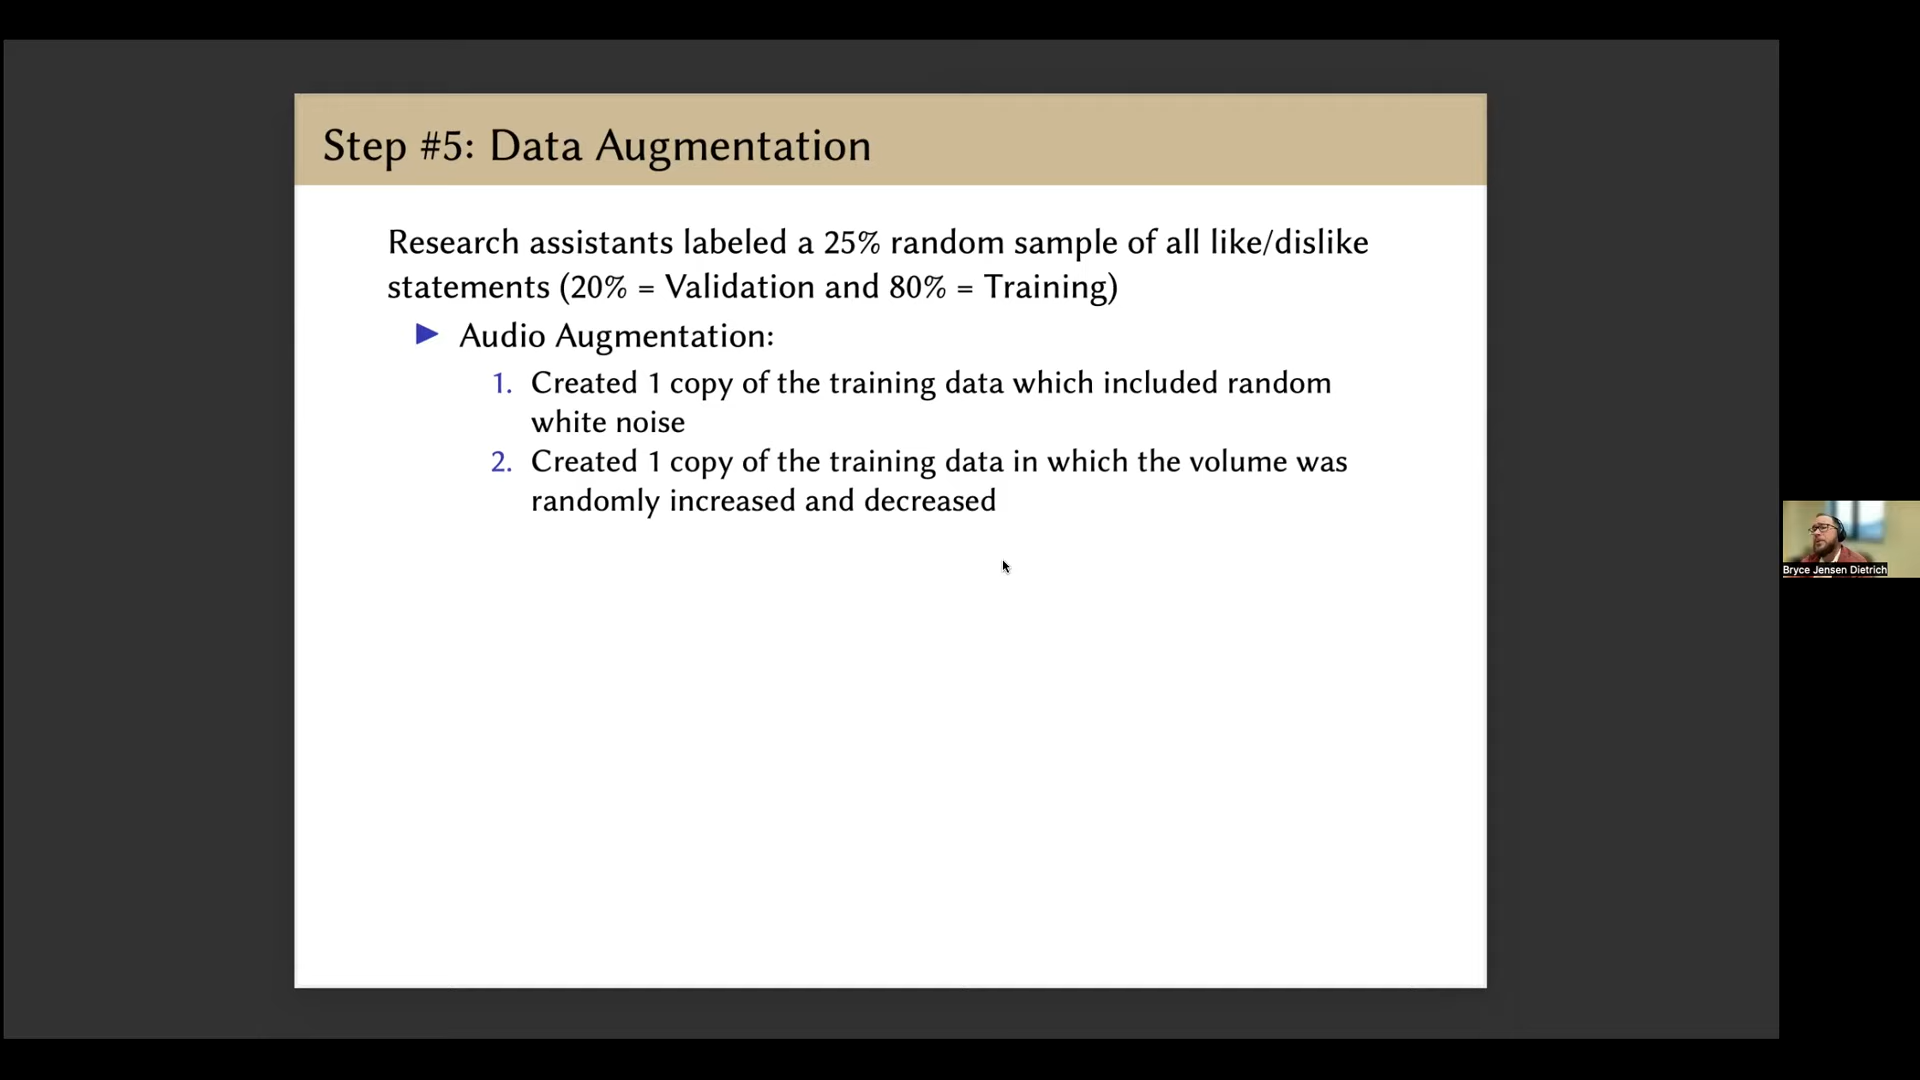 Step #5: Data Augmentation
Research assistants labeled a 25% random sample of all like/dislike
statements (20% = Validation and 80% = Training)
Audio Augmentation:
1. Created 1 copy of the training data which included random
white noise
2. Created 1 copy of the training data in which the volume was
randomly increased and decreased
Bryce Jensen Dietrich